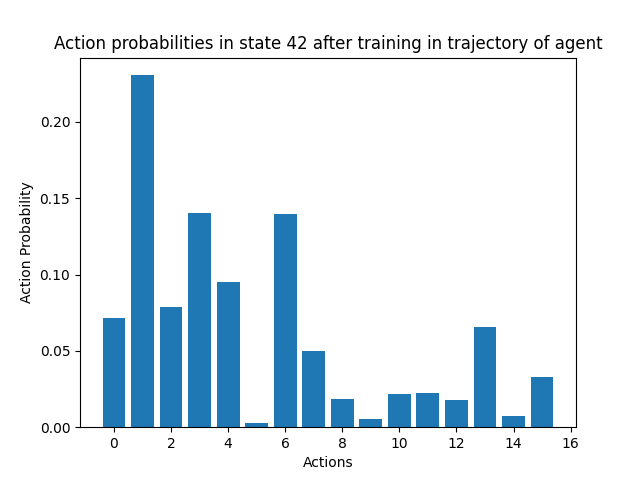 Action probabilities in state 42 after training in trajectory of agent
Action Probability
0.20
0.15
0.10
0.05
0.00
0 2 4 6 8 10 12 14 16
Actions